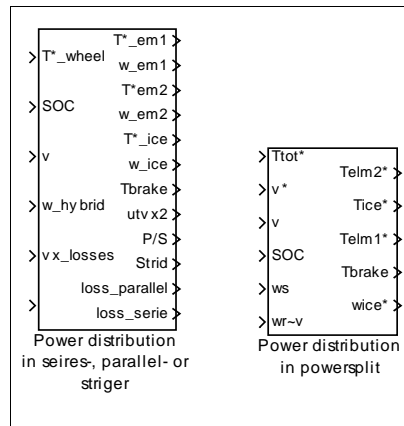 T*_wheel
SOC
v
w_hybrid
vx_losses
T*_em1
w_em1
T*em2
w_em2
T*_ice
w_ice
Tbrake
utvx2
P/S
Strid
loss_parallel
loss_serie
Power distribution
in seires-, parallel- or
striger
Ttot*
v*
v
SOC
ws
wr~v
Telm2*
Tice*
Telm1*
Tbrake
wice*
Power distribution
in powersplit